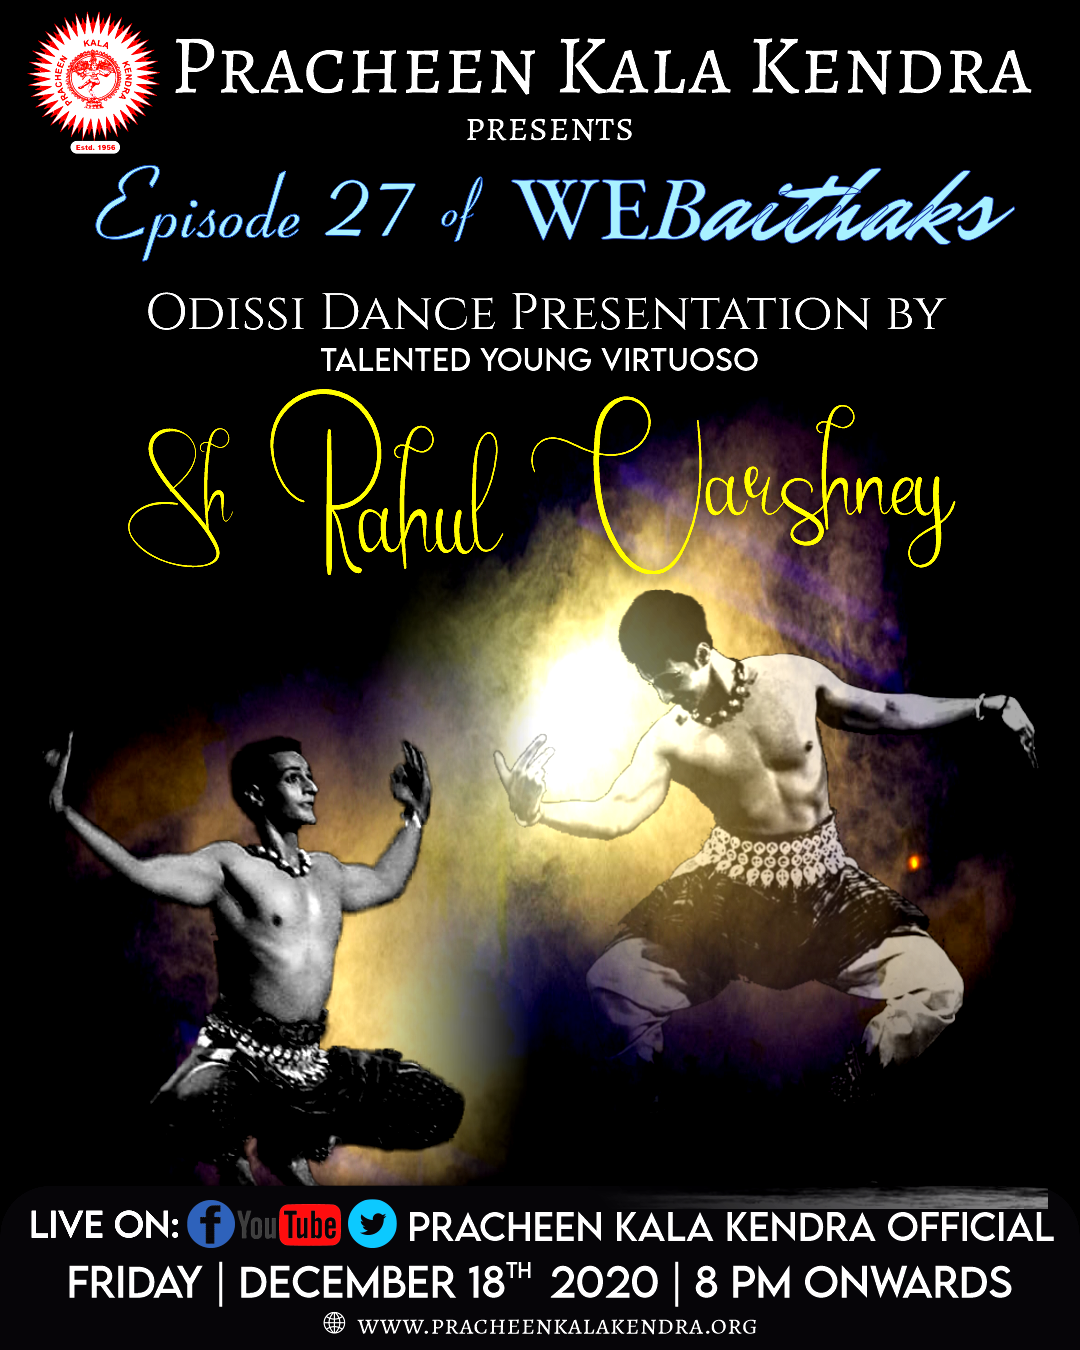 PRACHEEN KALA KENDRA
Estd. 1956
PRACHEEN KALA KENDRA
PRESENTS
Episode 27 of WEBaithaks
ODISSI DANCE PRESENTATION BY
TALENTED YOUNG VIRTUOSO
Sh Rahul Varshney
LIVE ON: f YouTube PRACHEEN KALA KENDRA OFFICIAL
FRIDAY | DECEMBER 18TH 2020 | 8 PM ONWARDS
WWW.PRACHEENKALAKENDRA.ORG